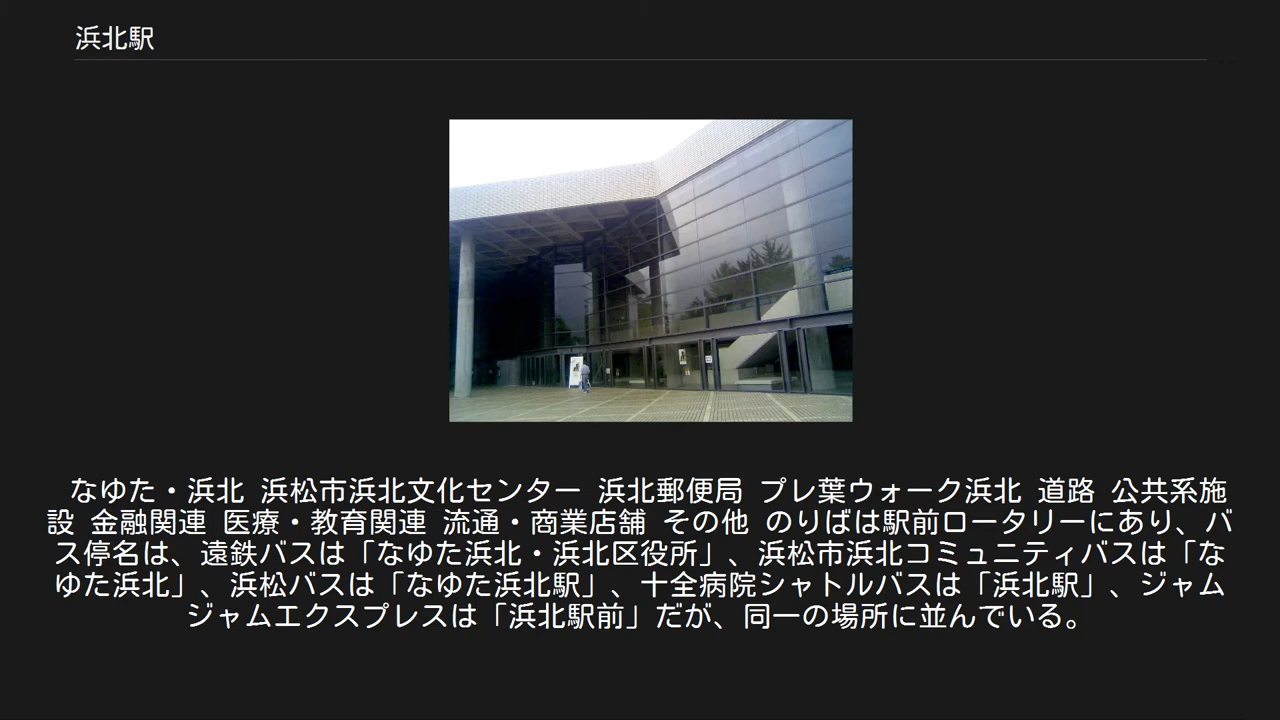 浜北駅
なゆた・浜北 浜松市浜北文化センター 浜北郵便局 プレ葉ウォーク浜北 道路 公共系施
設 金融関連 医療・教育関連 流通・商業店舗 その他 のりばは駅前ロータリーにあり、バ
ス停名は、遠鉄バスは「なゆた浜北・浜北区役所」、浜松市浜北コミュニティバスは「な
ゆた浜北」、浜松バスは「なゆた浜北駅」、十全病院シャトルバスは「浜北駅」、ジャム
ジャムエクスプレスは「浜北駅前」だが、同一の場所に並んでいる。